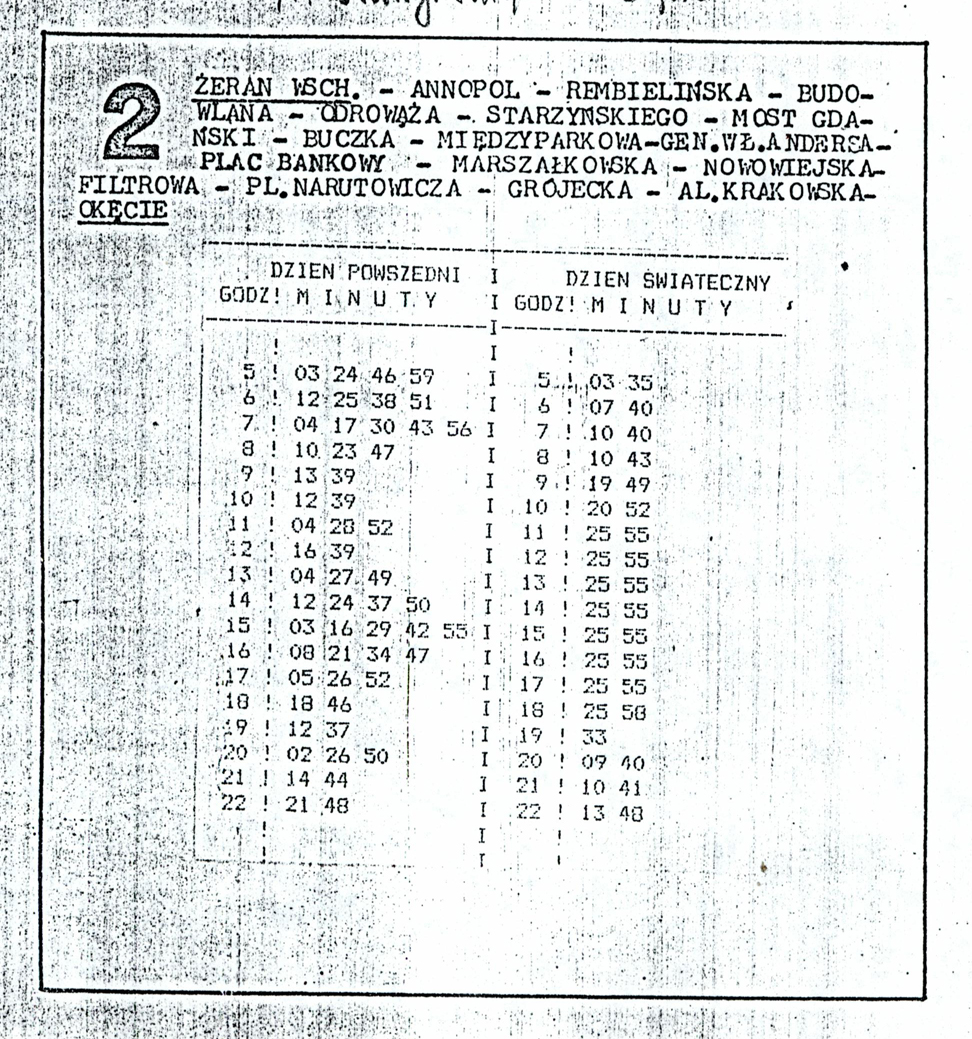 2
ŻERAŃ WSCH. - ANNOPOL - REMBIELIŃSKA - BUDO-
WLANA - ODROWĄŻA - STARZYŃSKIEGO - MOST GDA-
ŃSKI - BUCZKA - MIĘDZYPARKOWA-GEN.WŁ.ANDERSA-
PLAC BANKOWY - MARSZAŁKOWSKA - NOWOWIEJSKA-
FILTROWA - PL.NARUTOWICZA - GRÓJECKA - AL.KRAKOWSKA-
OKĘCIE
DZIEN POWSZEDNI I DZIEN ŚWIATECZNY
GODZ! M I N U T Y I GODZ! M I N U T Y
5 ! 03 24 46 59 I 5 ! 03 35
6 ! 12 25 38 51 I 6 ! 07 40
7 ! 04 17 30 43 56 I 7 ! 10 40
8 ! 10 23 47 I 8 ! 10 43
9 ! 13 39 I 9 ! 19 49
10 ! 12 39 I 10 ! 20 52
11 ! 04 28 52 I 11 ! 25 55
12 ! 16 39 I 12 ! 25 55
13 ! 04 27 49 I 13 ! 25 55
14 ! 12 24 37 50 I 14 ! 25 55
15 ! 03 16 29 42 55 I 15 ! 25 55
16 ! 08 21 34 47 I 16 ! 25 55
17 ! 05 26 52 I 17 ! 25 55
18 ! 18 46 I 18 ! 25 58
19 ! 12 37 I 19 ! 33
20 ! 02 26 50 I 20 ! 09 40
21 ! 14 44 I 21 ! 10 41
22 ! 21 48 I 22 ! 13 48